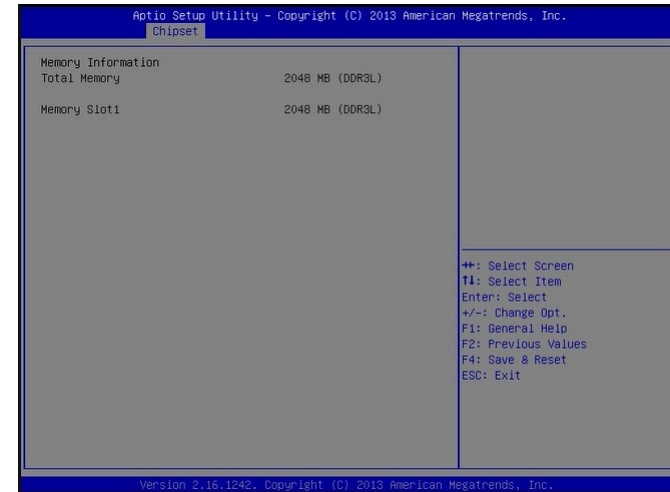 Aptio Setup Utility – Copyright (C) 2013 American Megatrends, Inc.
Chipset
Memory Information
Total Memory 2048 MB (DDR3L)
Memory Slot1 2048 MB (DDR3L)
→←: Select Screen
↑↓: Select Item
Enter: Select
+/-: Change Opt.
F1: General Help
F2: Previous Values
F4: Save & Reset
ESC: Exit
Version 2.16.1242. Copyright (C) 2013 American Megatrends, Inc.